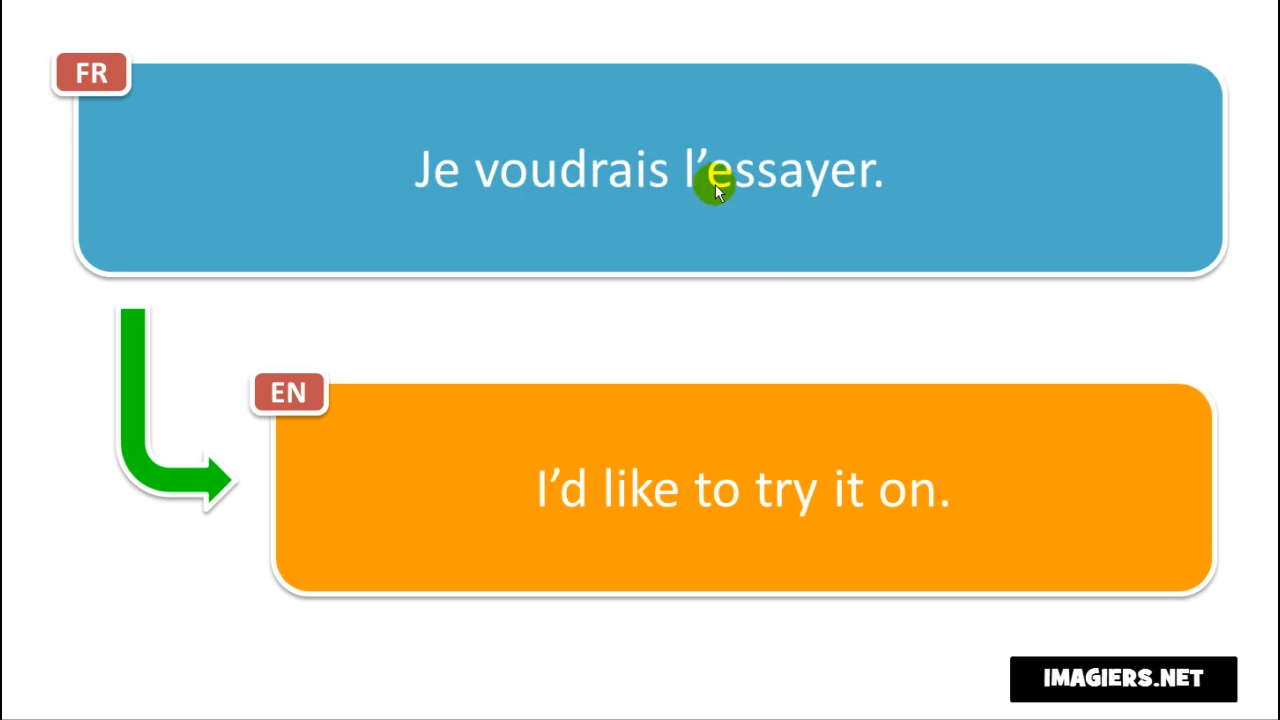 FR
Je voudrais l’essayer.
EN
I’d like to try it on.
IMAGIERS.NET